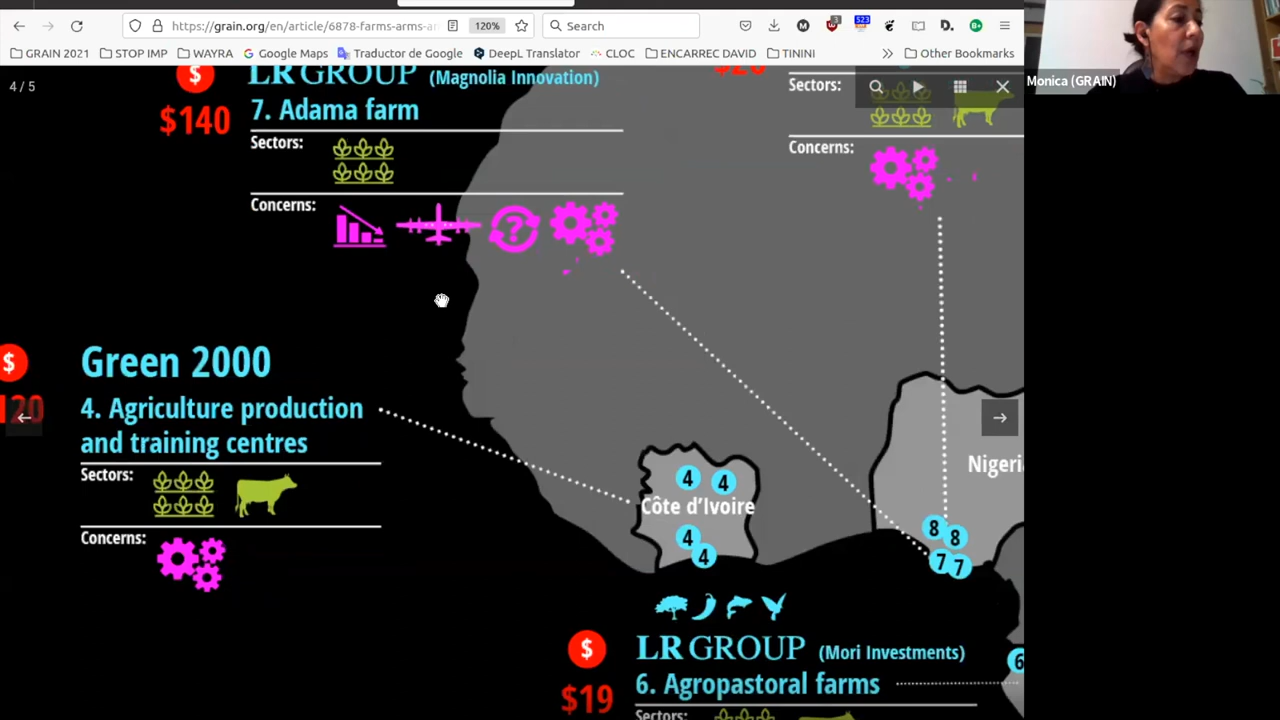 https://grain.org/en/article/6878-farms-arms-a
120%
Search
523
GRAIN 2021
STOP IMP
WAYRA
Google Maps
Traductor de Google
DeepL Translator
CLOC
ENCARREC DAVID
TININI
Other Bookmarks
Monica (GRAIN)
4 / 5
$
$140
LR GROUP (Magnolia Innovation)
7. Adama farm
Sectors:
Concerns:
Sectors:
Concerns:
$
Green 2000
4. Agriculture production
and training centres
Sectors:
Concerns:
4
4
Côte d'Ivoire
4
4
8
8
7
7
$
$19
LR GROUP (Mori Investments)
6. Agropastoral farms
6
Sectors: